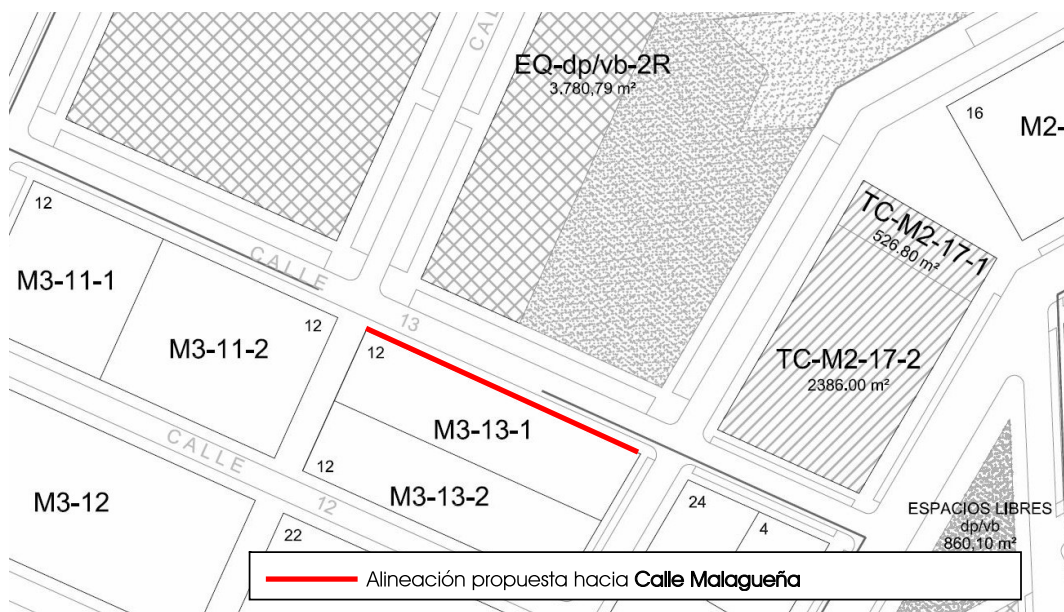 CAL
EQ-dp/vb-2R
3.780,79 m²
16
M2-
12
TC-M2-17-1
526.80 m²
CALLE
13
M3-11-1
12
M3-11-2
12
TC-M2-17-2
2386.00 m²
M3-13-1
CALLE
12
12
M3-13-2
M3-12
22
24
4
ESPACIOS LIBRES
dp/vb
860,10 m²
Alineación propuesta hacia Calle Malagueña